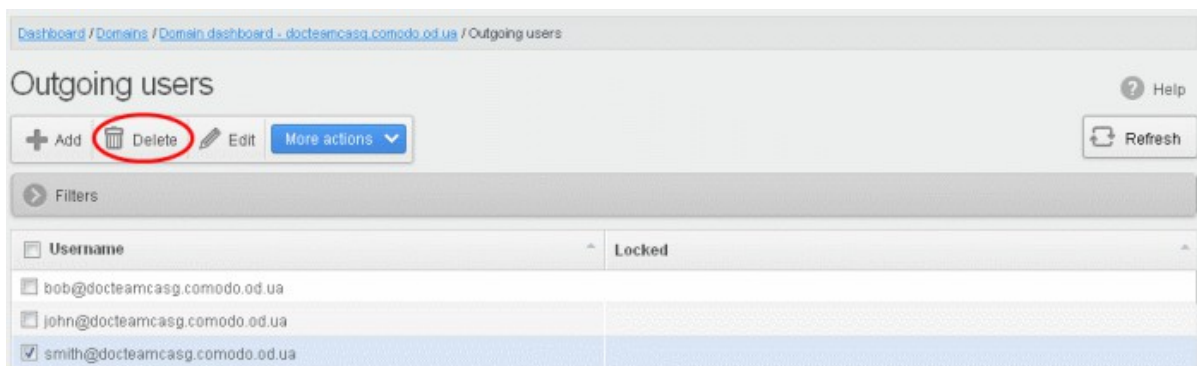 Dashboard / Domains / Domain dashboard - docteamcasg.comodo.od.ua / Outgoing users
Outgoing users
Help
Add Delete Edit More actions Refresh
Filters
Username Locked
bob@docteamcasg.comodo.od.ua
john@docteamcasg.comodo.od.ua
smith@docteamcasg.comodo.od.ua